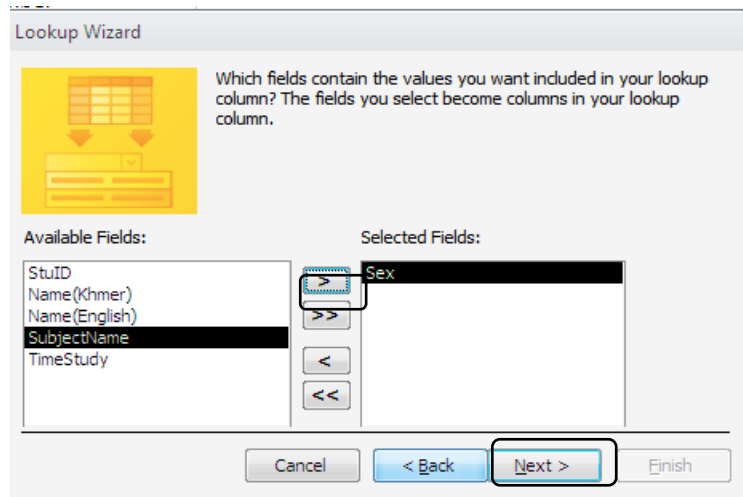 Lookup Wizard
Which fields contain the values you want included in your lookup
column? The fields you select become columns in your lookup
column.
Available Fields:
Selected Fields:
StuID
Name(Khmer)
Name(English)
SubjectName
TimeStudy
>
>>
<
<<
Sex
Cancel
< Back
Next >
Finish